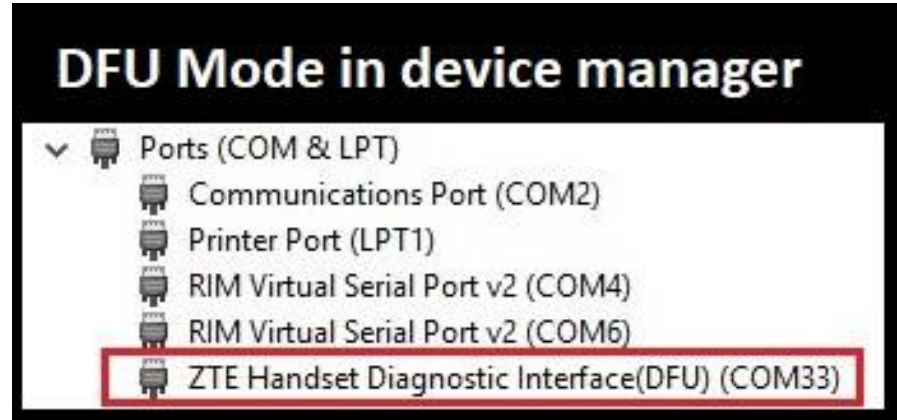 DFU Mode in device manager
Ports (COM & LPT)
Communications Port (COM2)
Printer Port (LPT1)
RIM Virtual Serial Port v2 (COM4)
RIM Virtual Serial Port v2 (COM6)
ZTE Handset Diagnostic Interface(DFU) (COM33)